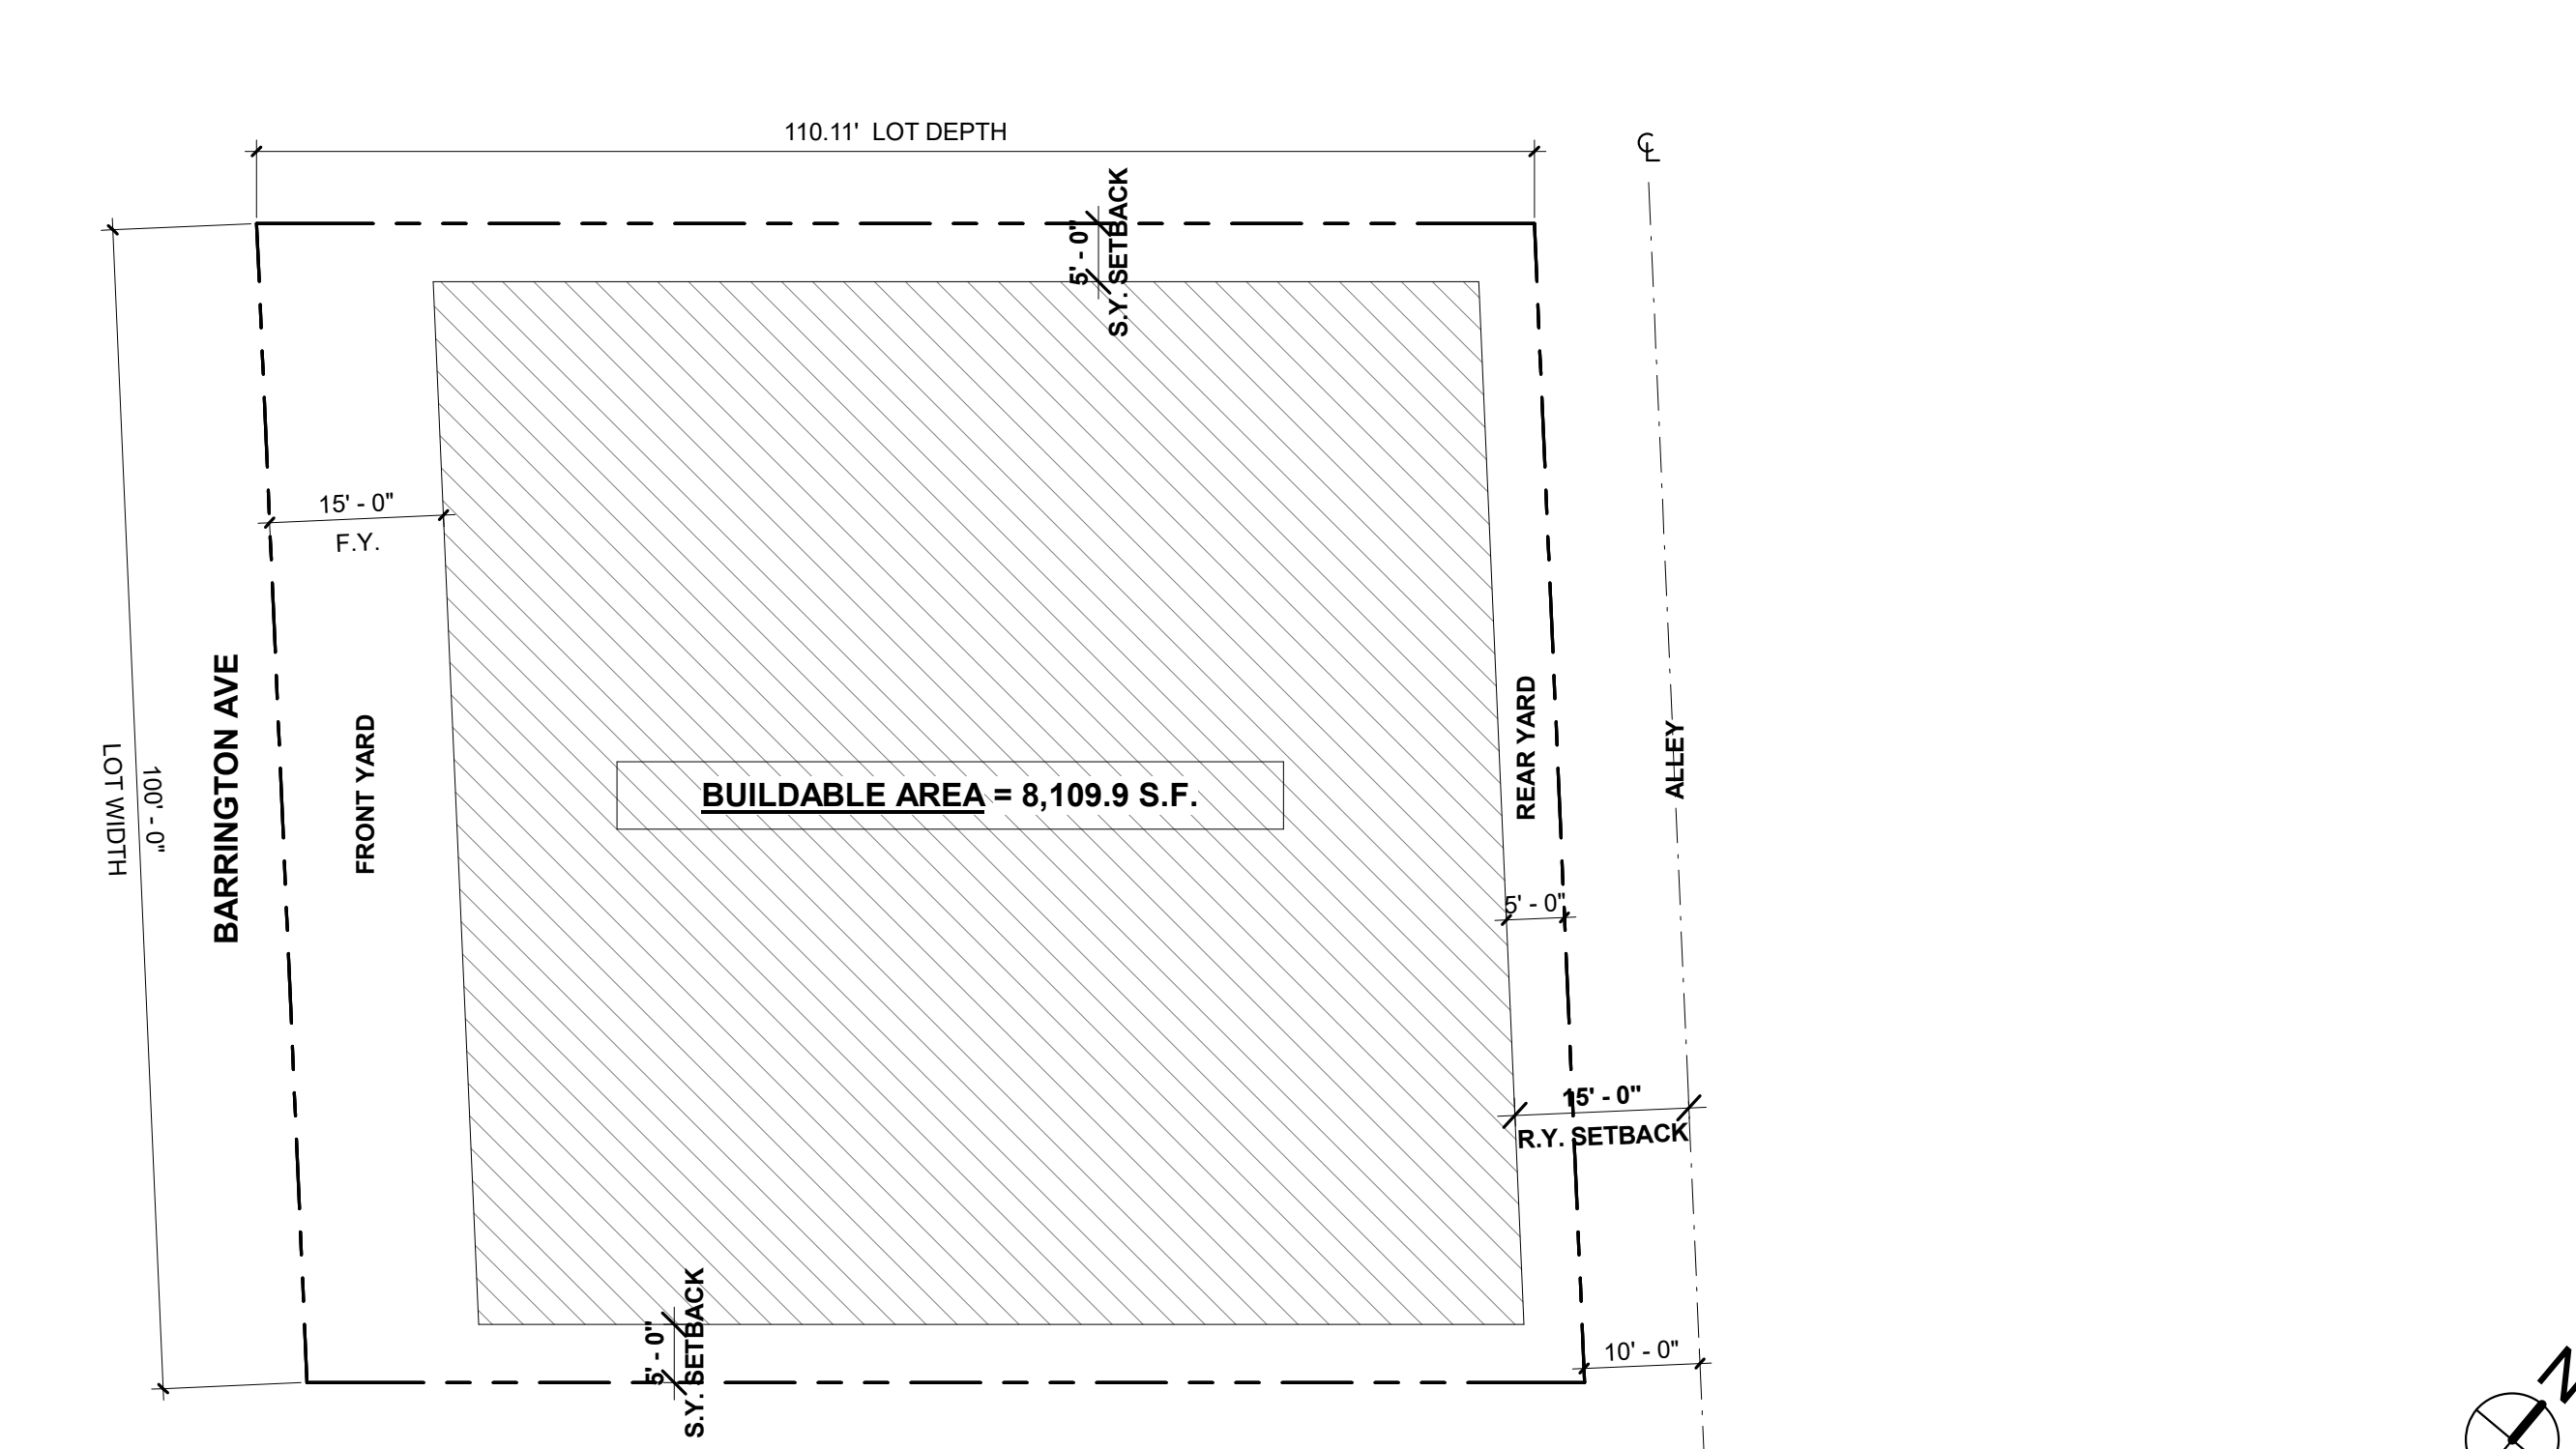 110.11' LOT DEPTH
℄
5' - 0"
S.Y. SETBACK
15' - 0"
F.Y.
LOT WIDTH
100' - 0"
BARRINGTON AVE
FRONT YARD
BUILDABLE AREA = 8,109.9 S.F.
REAR YARD
ALLEY
5' - 0"
15' - 0"
R.Y. SETBACK
5' - 0"
S.Y. SETBACK
10' - 0"
N